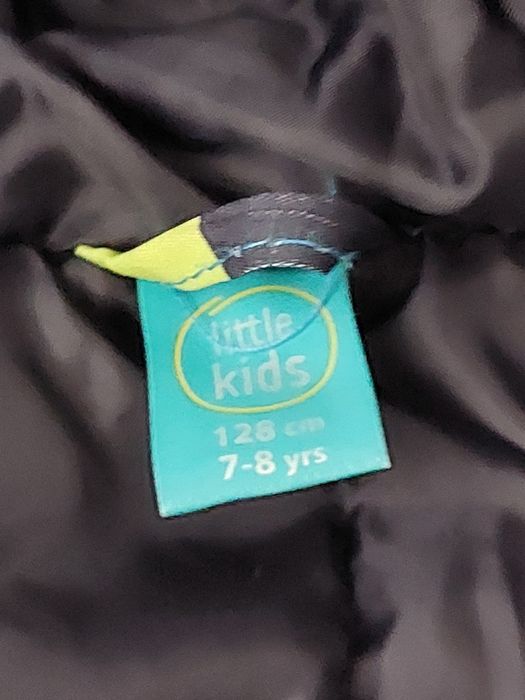 little
kids
128 cm
7-8 yrs